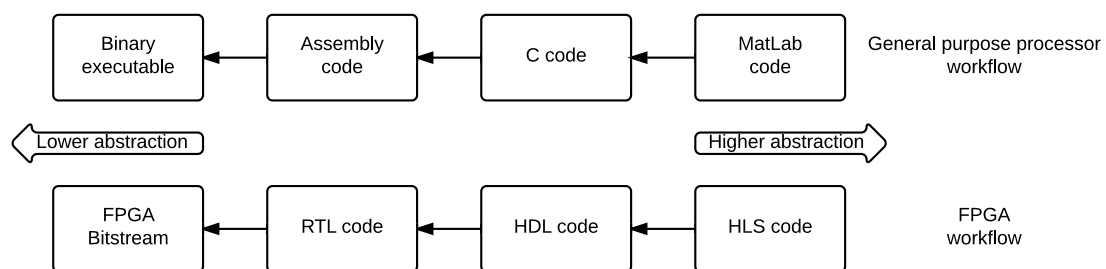 Binary
executable
Assembly
code
C code
MatLab
code
General purpose processor
workflow
Lower abstraction
Higher abstraction
FPGA
Bitstream
RTL code
HDL code
HLS code
FPGA
workflow